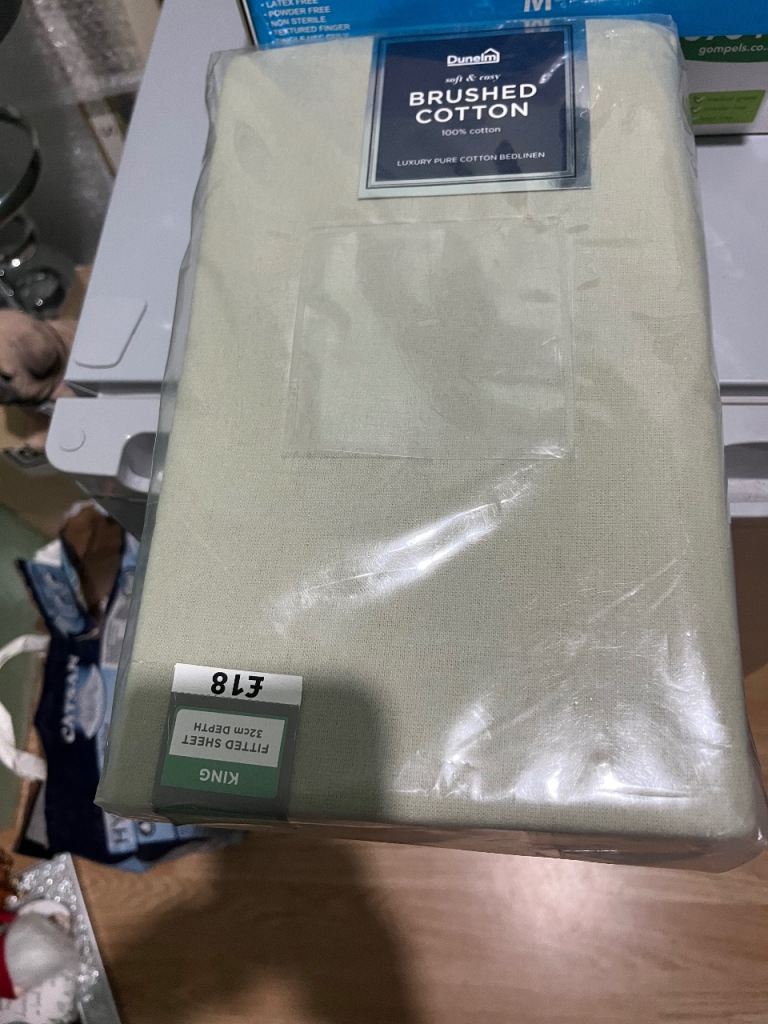 • LATEX FREE
• POWDER FREE
• NON STERILE
• TEXTURED FINGER
M
gompels.co.
Dunelm
soft & cosy
BRUSHED
COTTON
100% cotton
LUXURY PURE COTTON BEDLINEN
£18
FITTED SHEET
32cm DEPTH
KING
CAYMAN